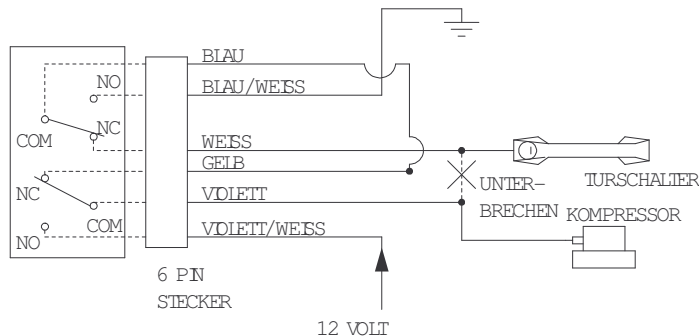 BLAU
NO
BLAU/WEISS
NC
COM
WEISS
GELB
NC
UNTER-
BRECHEN
TURSCHALTER
VIOLETT
COM
KOMPRESSOR
NO
VIOLETT/WEISS
6 PIN
STECKER
12 VOLT